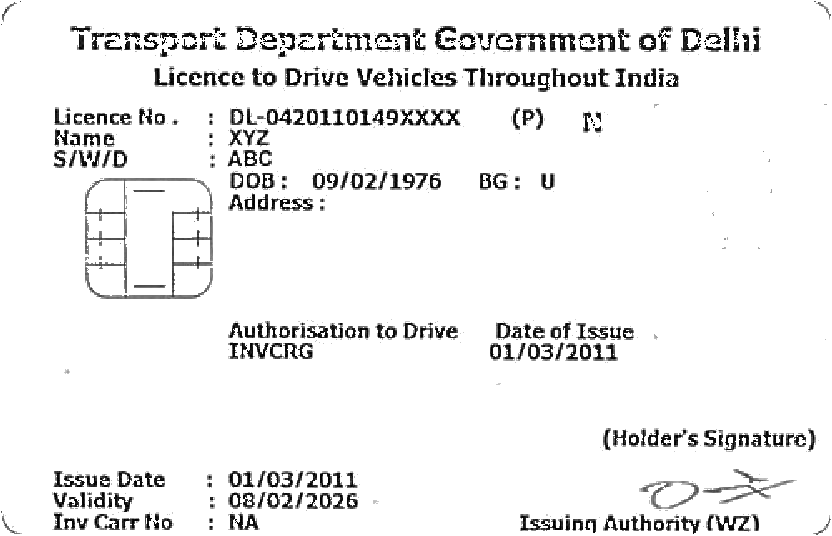 Transport Department Government of Delhi
Licence to Drive Vehicles Throughout India
Licence No. : DL-0420110149XXXX (P) N
Name : XYZ
S/W/D : ABC
DOB : 09/02/1976 BG : U
Address :
Authorisation to Drive Date of Issue
INVCRG 01/03/2011
(Holder's Signature)
Issue Date : 01/03/2011
Validity : 08/02/2026
Inv Carr No : NA
Issuing Authority (WZ)